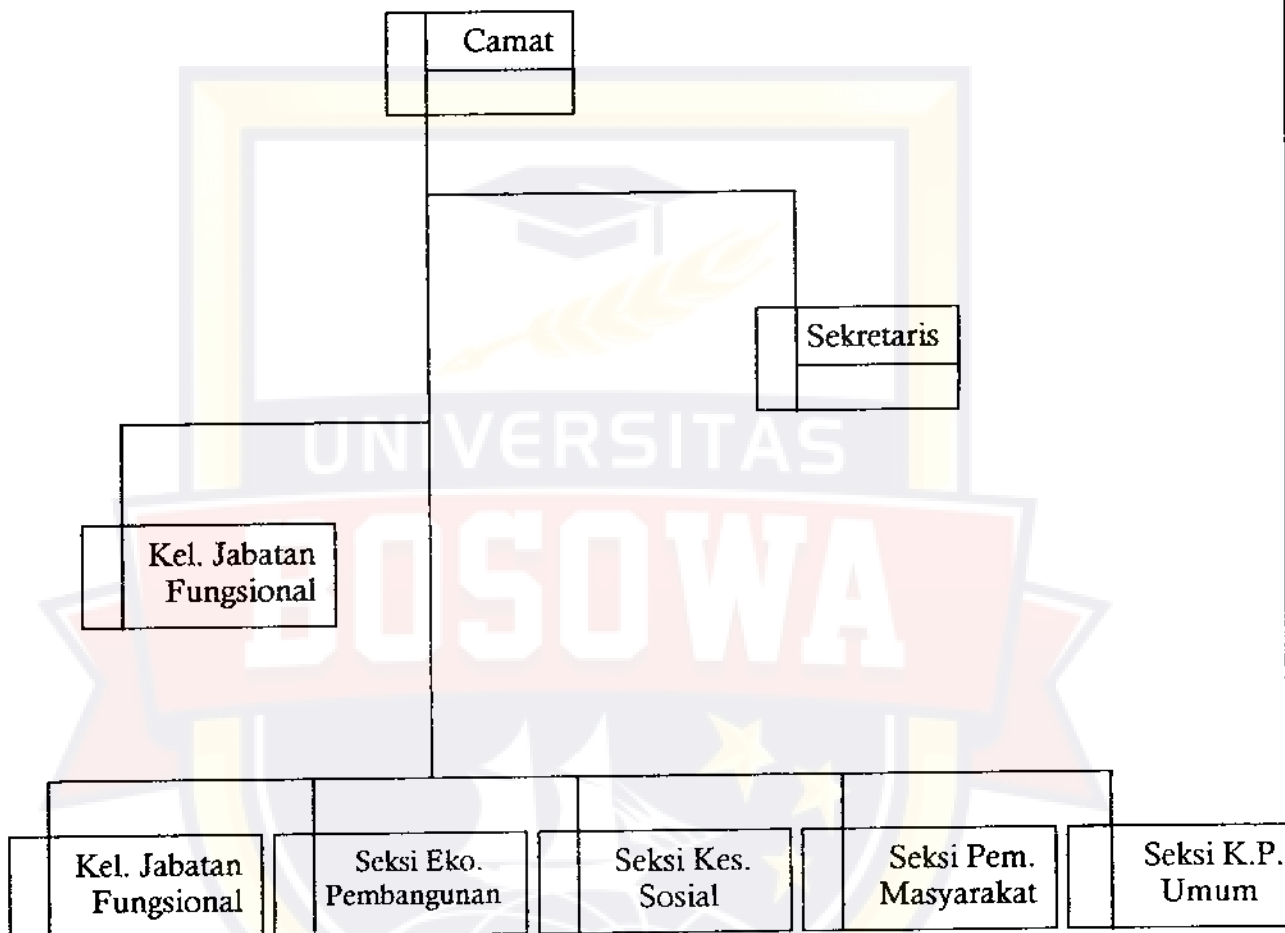 Camat
Sekretaris
UNIVERSITAS
BOSOWA
Kel. Jabatan
Fungsional
Kel. Jabatan
Fungsional
Seksi Eko.
Pembangunan
Seksi Kes.
Sosial
Seksi Pem.
Masyarakat
Seksi K.P.
Umum